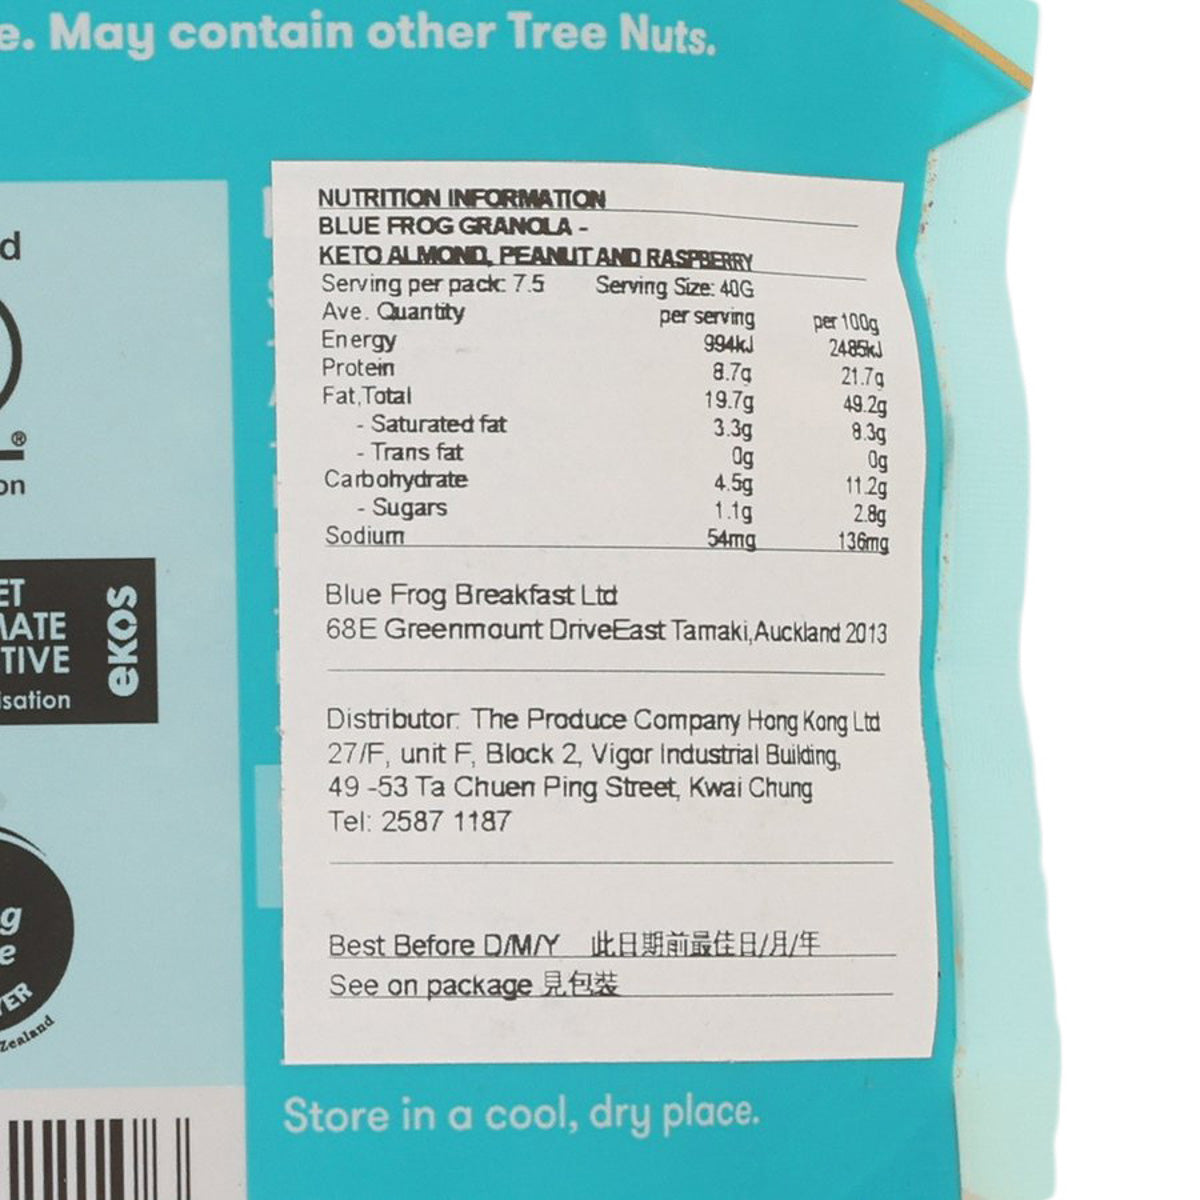 e. May contain other Tree Nuts.
d
®
on
ET
MATE
TIVE
isation
ekos
g
e
VER
Zealand
NUTRITION INFORMATION
BLUE FROG GRANOLA -
KETO ALMOND, PEANUT AND RASPBERRY
Serving per pack: 7.5 Serving Size: 40G
Ave. Quantity per serving per 100g
Energy 994kJ 2485kJ
Protein 8.7g 21.7g
Fat,Total 19.7g 49.2g
- Saturated fat 3.3g 8.3g
- Trans fat 0g 0g
Carbohydrate 4.5g 11.2g
- Sugars 1.1g 2.8g
Sodium 54mg 136mg
Blue Frog Breakfast Ltd
68E Greenmount DriveEast Tamaki,Auckland 2013
Distributor: The Produce Company Hong Kong Ltd
27/F, unit F, Block 2, Vigor Industrial Building,
49 -53 Ta Chuen Ping Street, Kwai Chung
Tel: 2587 1187
Best Before D/M/Y 此日期前最佳日/月/年
See on package 見包裝
Store in a cool, dry place.